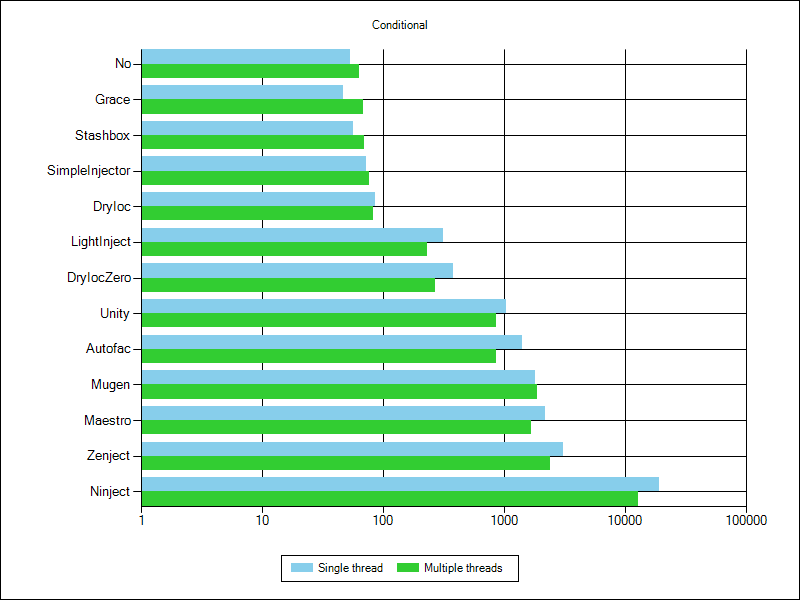 Conditional
No
Grace
Stashbox
SimpleInjector
DryIoc
LightInject
DryIocZero
Unity
Autofac
Mugen
Maestro
Zenject
Ninject
1 10 100 1000 10000 100000
Single thread Multiple threads